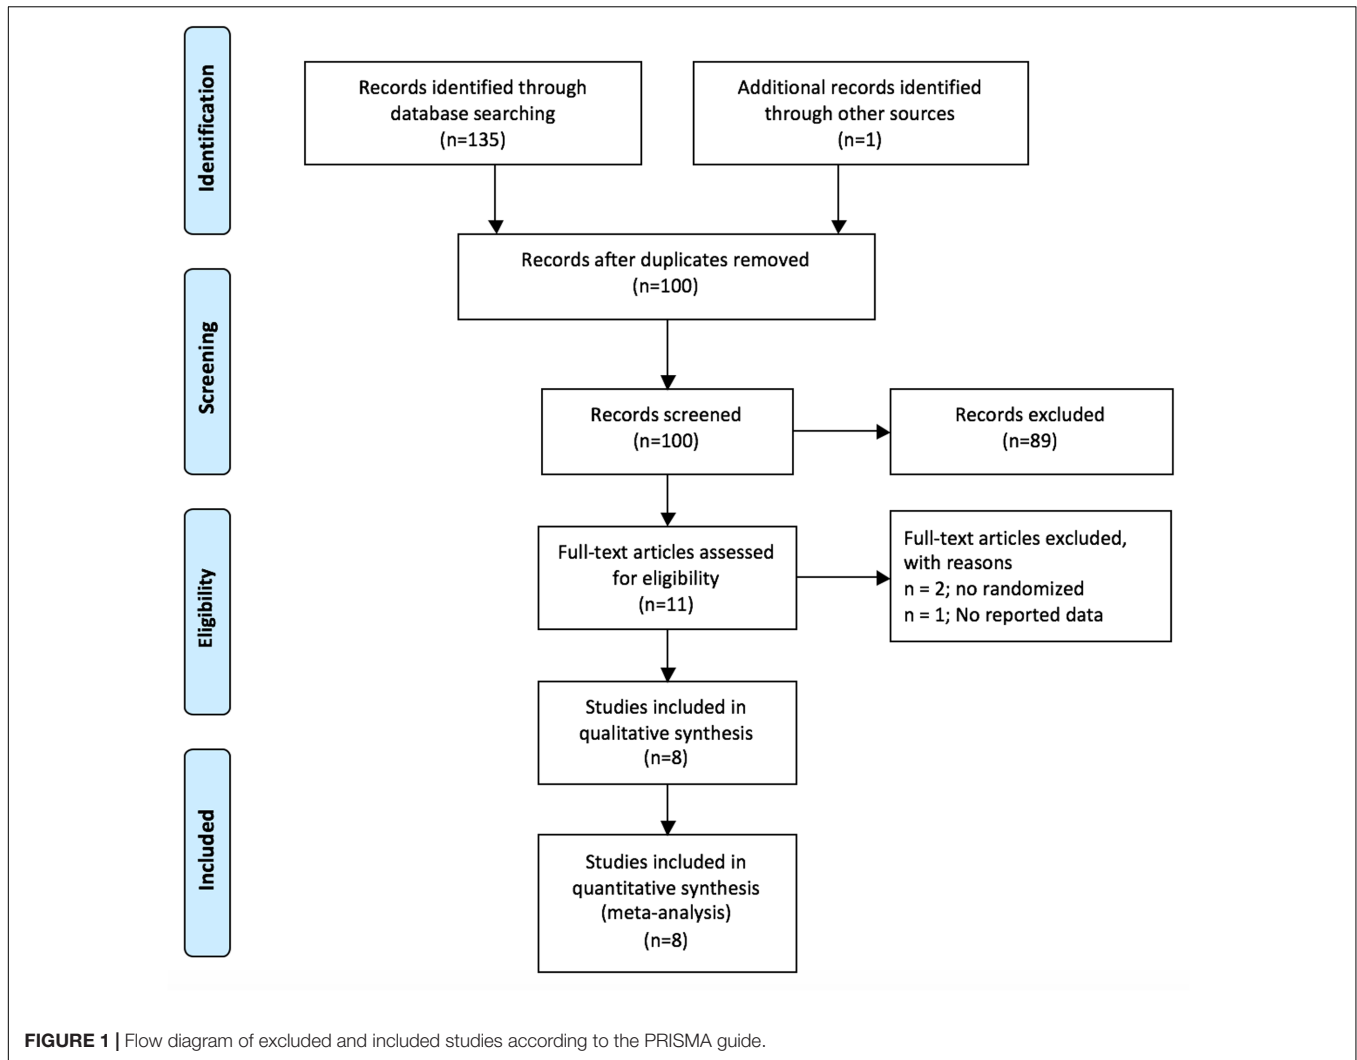 Identification
Records identified through
database searching
(n=135)
Additional records identified
through other sources
(n=1)
Records after duplicates removed
(n=100)
Screening
Records screened
(n=100)
Records excluded
(n=89)
Eligibility
Full-text articles assessed
for eligibility
(n=11)
Full-text articles excluded,
with reasons
n = 2; no randomized
n = 1; No reported data
Studies included in
qualitative synthesis
(n=8)
Included
Studies included in
quantitative synthesis
(meta-analysis)
(n=8)
FIGURE 1 | Flow diagram of excluded and included studies according to the PRISMA guide.